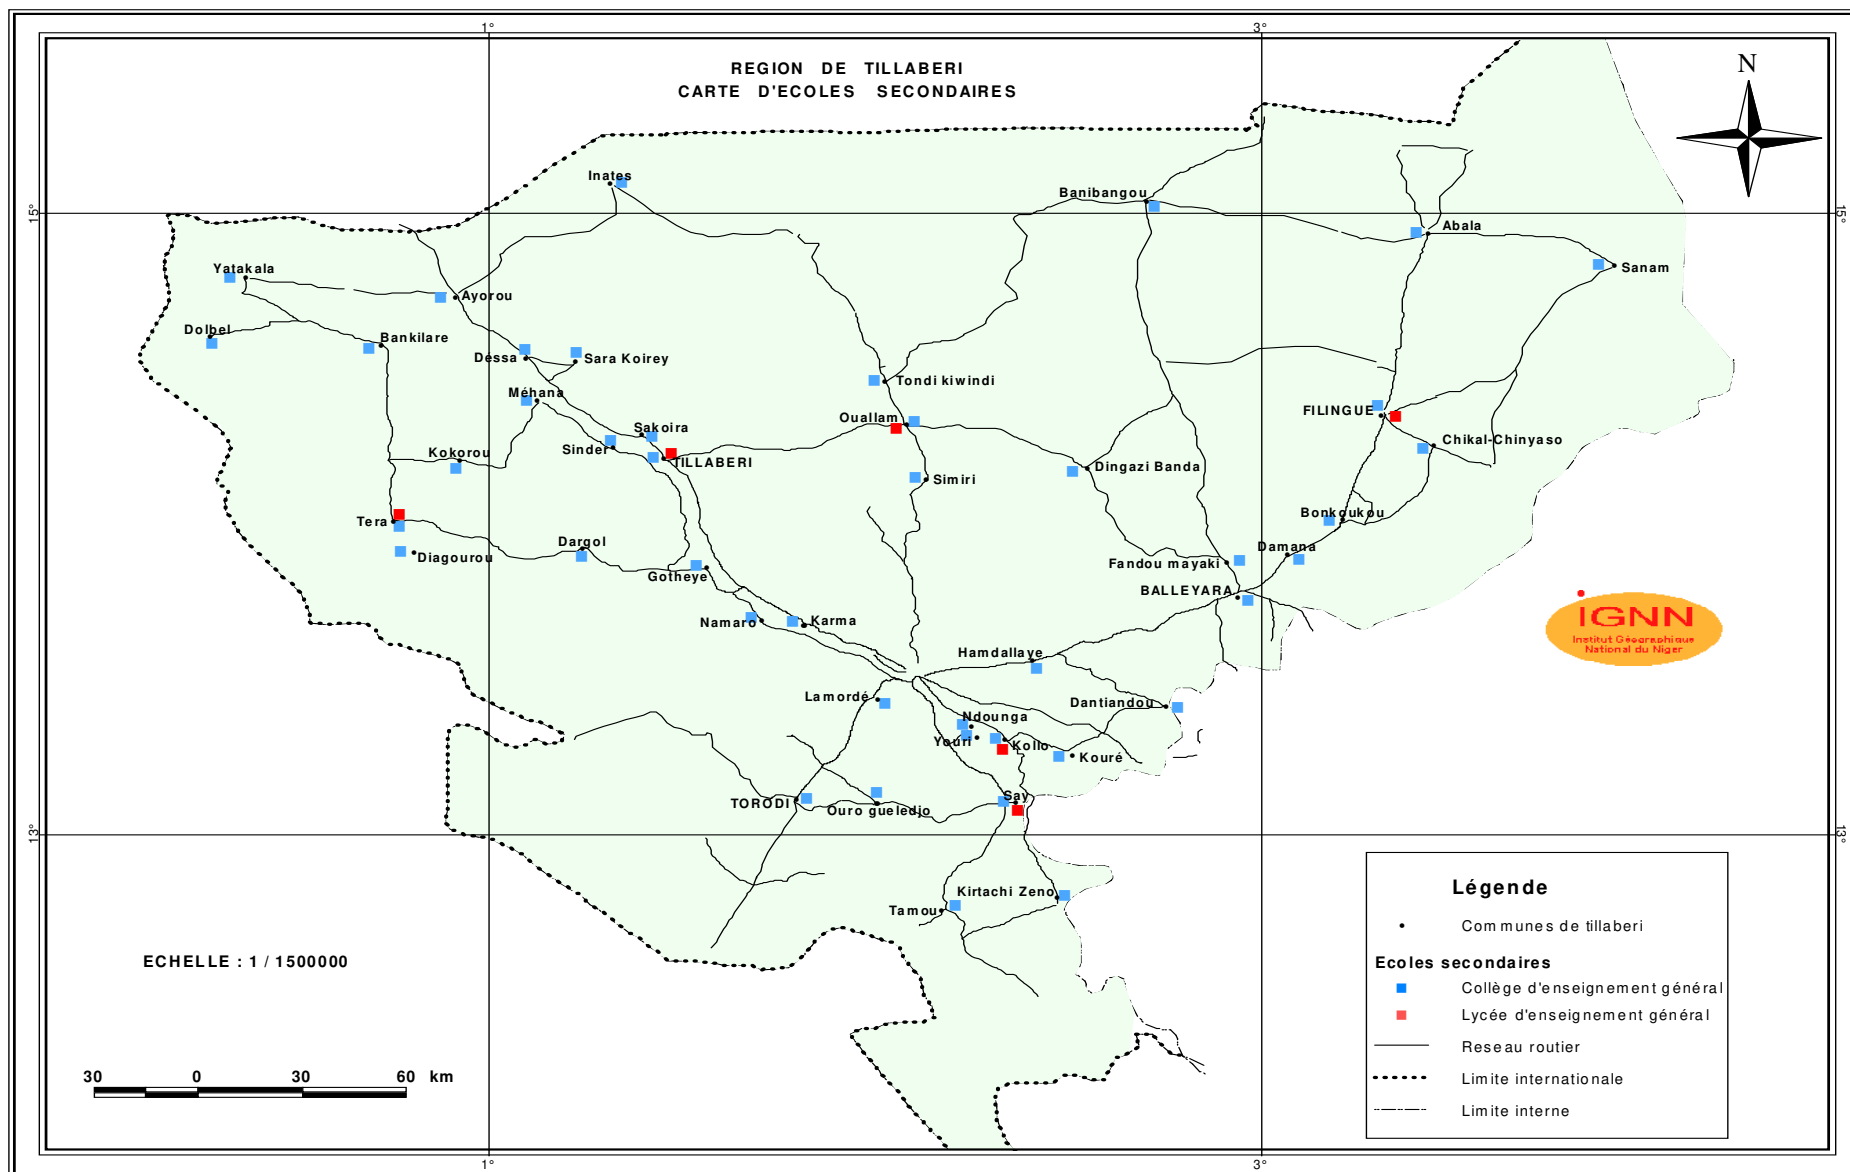 1°
3°
REGION DE TILLABERI
CARTE D'ECOLES SECONDAIRES
N
Inates
Banibangou
15°
15°
Abala
Yatakala
Sanam
Ayorou
Dolbel
Bankilare
Dessa
Sara Koirey
Tondi kiwindi
Méhana
Ouallam
FILINGUE
Sakoira
Sinder
Chikal-Chinyaso
Kokorou
TILLABERI
Dingazi Banda
Simiri
Tera
Bonkoukou
Dargol
Damana
Diagourou
Fandou mayaki
Gotheye
BALLEYARA
Namaro
Karma
iGNN
Institut Géographique
National du Niger
Hamdallaye
Lamordé
Dantiandou
Ndounga
Youri
Kollo
Kouré
Say
TORODI
Ouro gueledjo
13°
13°
Kirtachi Zeno
Tamou
Légende
Communes de tillaberi
Ecoles secondaires
Collège d'enseignement général
Lycée d'enseignement général
Reseau routier
Limite internationale
Limite interne
ECHELLE : 1 / 1500000
30 0 30 60 km
1°
3°